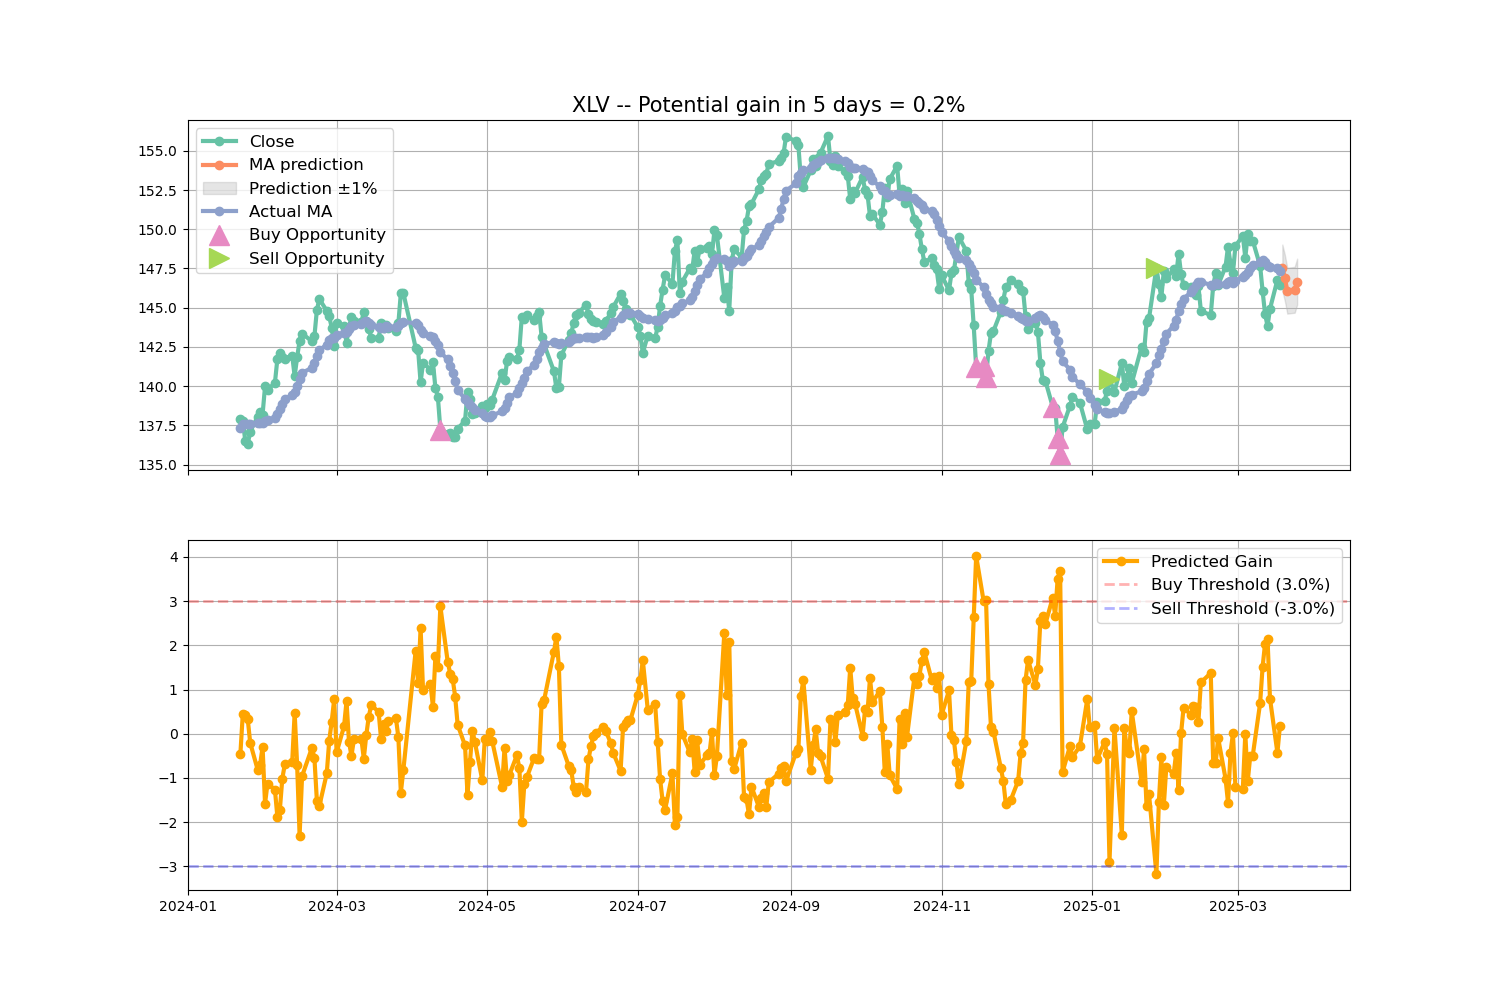 XLV -- Potential gain in 5 days = 0.2%
Close
MA prediction
Prediction ±1%
Actual MA
Buy Opportunity
Sell Opportunity
155.0
152.5
150.0
147.5
145.0
142.5
140.0
137.5
135.0
Predicted Gain
Buy Threshold (3.0%)
Sell Threshold (-3.0%)
4
3
2
1
0
−1
−2
−3
2024-01 2024-03 2024-05 2024-07 2024-09 2024-11 2025-01 2025-03